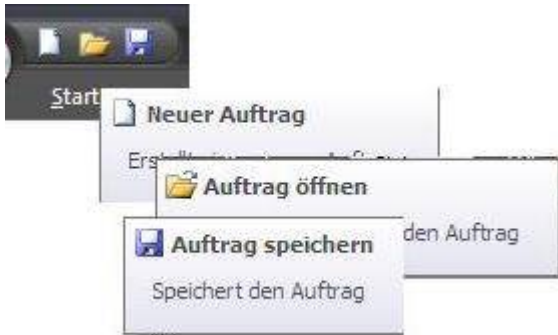 Start
Neuer Auftrag
Auftrag öffnen
den Auftrag
Auftrag speichern
Speichert den Auftrag